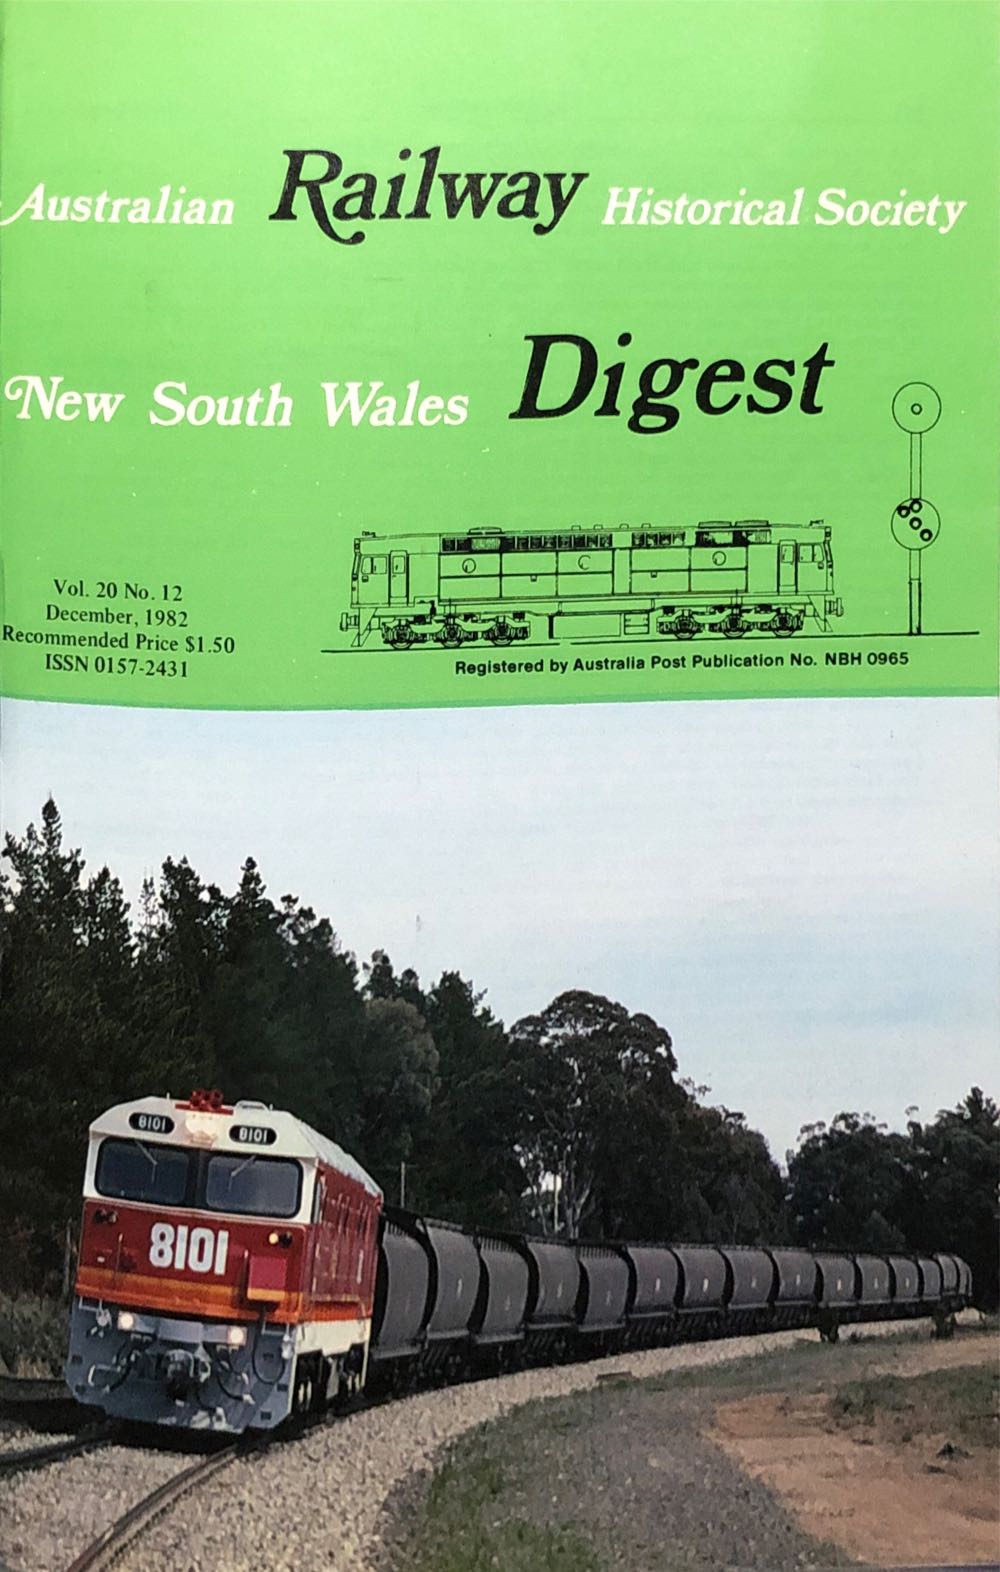 Australian Railway Historical Society
New South Wales Digest
Vol. 20 No. 12
December, 1982
Recommended Price $1.50
ISSN 0157-2431
Registered by Australia Post Publication No. NBH 0965
8101
8101
8101